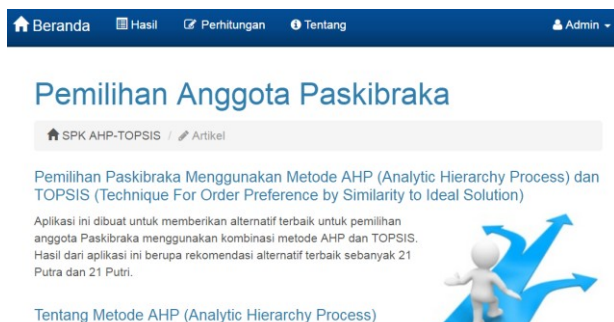 Beranda Hasil Perhitungan Tentang Admin
Pemilihan Anggota Paskibraka
SPK AHP-TOPSIS / Artikel
Pemilihan Paskibraka Menggunakan Metode AHP (Analytic Hierarchy Process) dan
TOPSIS (Technique For Order Preference by Similarity to Ideal Solution)
Aplikasi ini dibuat untuk memberikan alternatif terbaik untuk pemilihan
anggota Paskibraka menggunakan kombinasi metode AHP dan TOPSIS.
Hasil dari aplikasi ini berupa rekomendasi alternatif terbaik sebanyak 21
Putra dan 21 Putri.
Tentang Metode AHP (Analytic Hierarchy Process)